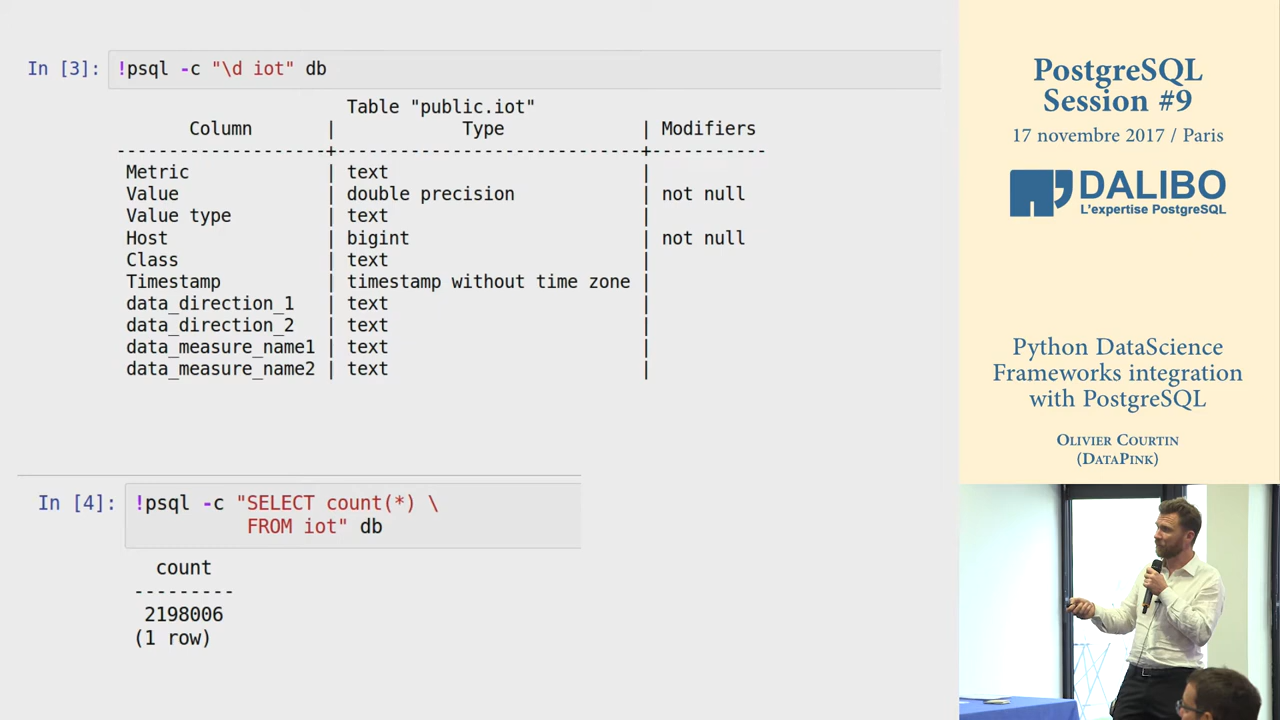 In [3]: !psql -c "\d iot" db
Table "public.iot"
Column | Type | Modifiers
--------------------+-----------------------------+-----------
Metric | text |
Value | double precision | not null
Value type | text |
Host | bigint | not null
Class | text |
Timestamp | timestamp without time zone |
data_direction_1 | text |
data_direction_2 | text |
data_measure_name1 | text |
data_measure_name2 | text |
In [4]: !psql -c "SELECT count(*) \
FROM iot" db
count
---------
2198006
(1 row)
PostgreSQL
Session #9
17 novembre 2017 / Paris
DALIBO
L'expertise PostgreSQL
Python DataScience
Frameworks integration
with PostgreSQL
Olivier Courtin
(DataPink)